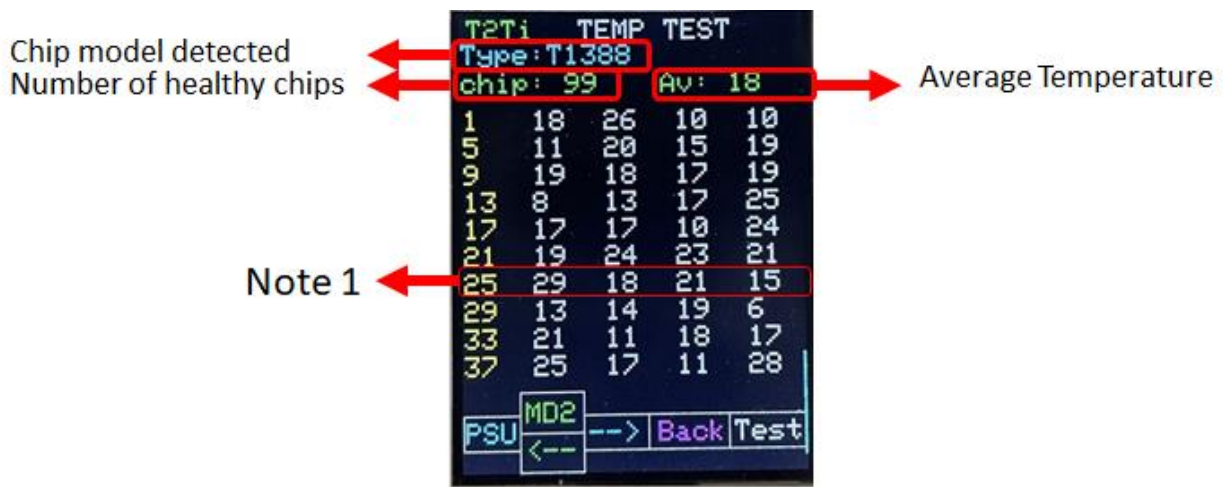 T2Ti TEMP TEST
Chip model detected
Type:T1388
Number of healthy chips
chip: 99 Av: 18
Average Temperature
1 18 26 10 10
5 11 20 15 19
9 19 18 17 19
13 8 13 17 25
17 17 17 10 24
21 19 24 23 21
Note 1
25 29 18 21 15
29 13 14 19 6
33 21 11 18 17
37 25 17 11 28
MD2
PSU --> Back Test
<--